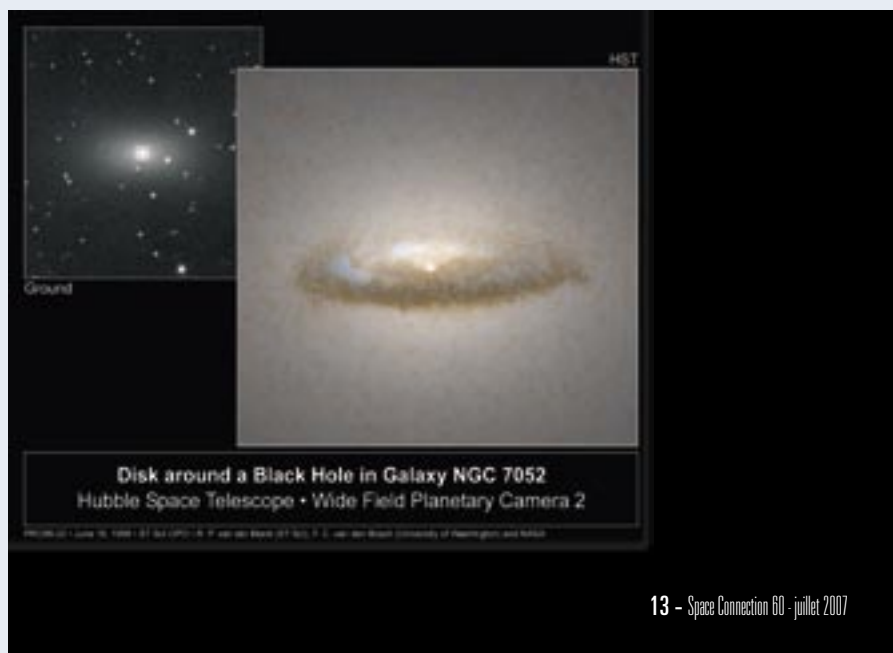 HST
Ground
Disk around a Black Hole in Galaxy NGC 7052
Hubble Space Telescope • Wide Field Planetary Camera 2
13 - Space Connection 60 - juillet 2007